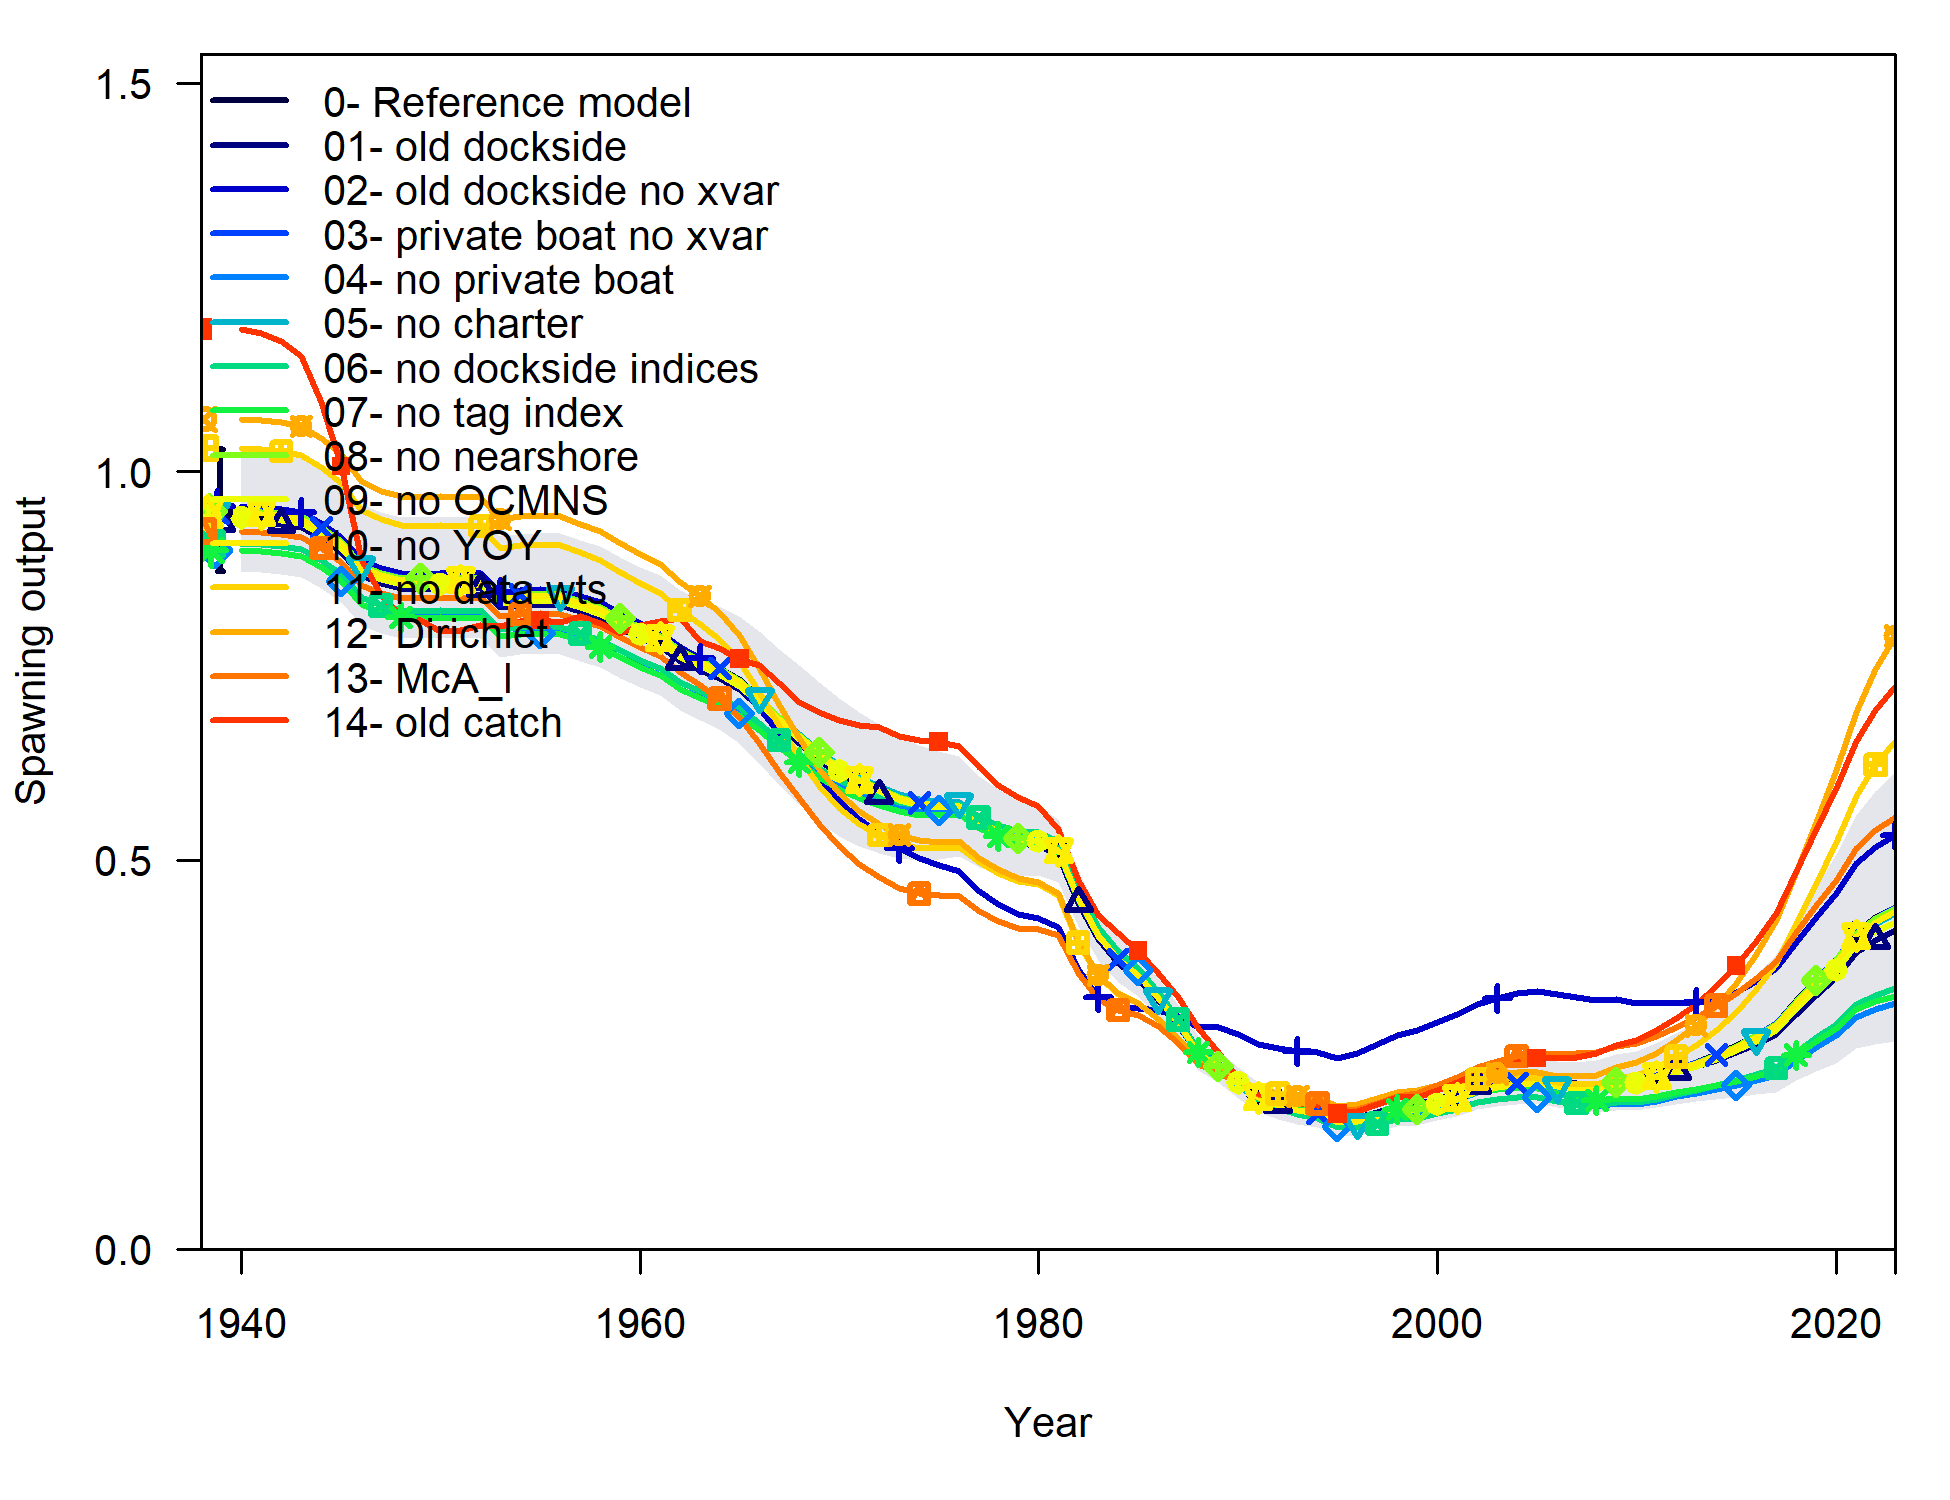 1.5
1.0
0.5
0.0
Spawning output
0- Reference model
01- old dockside
02- old dockside no xvar
03- private boat no xvar
04- no private boat
05- no charter
06- no dockside indices
07- no tag index
08- no nearshore
09- no OCMNS
10- no YOY
11- no data wts
12- Dirichlet
13- McA_I
14- old catch
1940 1960 1980 2000 2020
Year